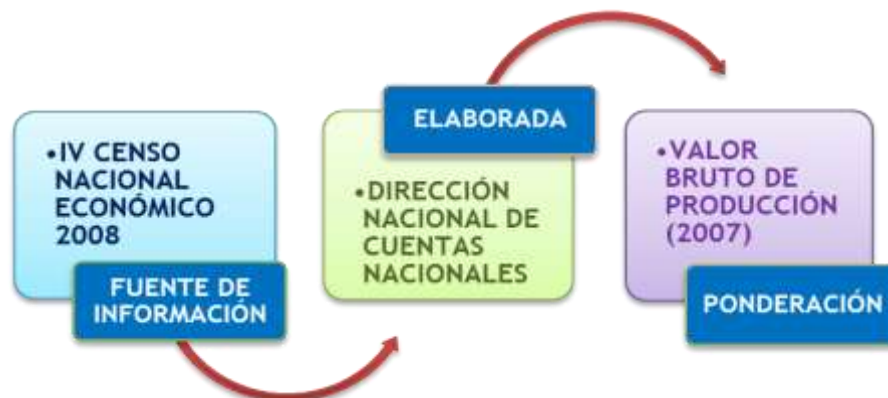 •IV CENSO
NACIONAL
ECONÓMICO
2008
FUENTE DE
INFORMACIÓN
ELABORADA
•DIRECCIÓN
NACIONAL DE
CUENTAS
NACIONALES
•VALOR
BRUTO DE
PRODUCCIÓN
(2007)
PONDERACIÓN